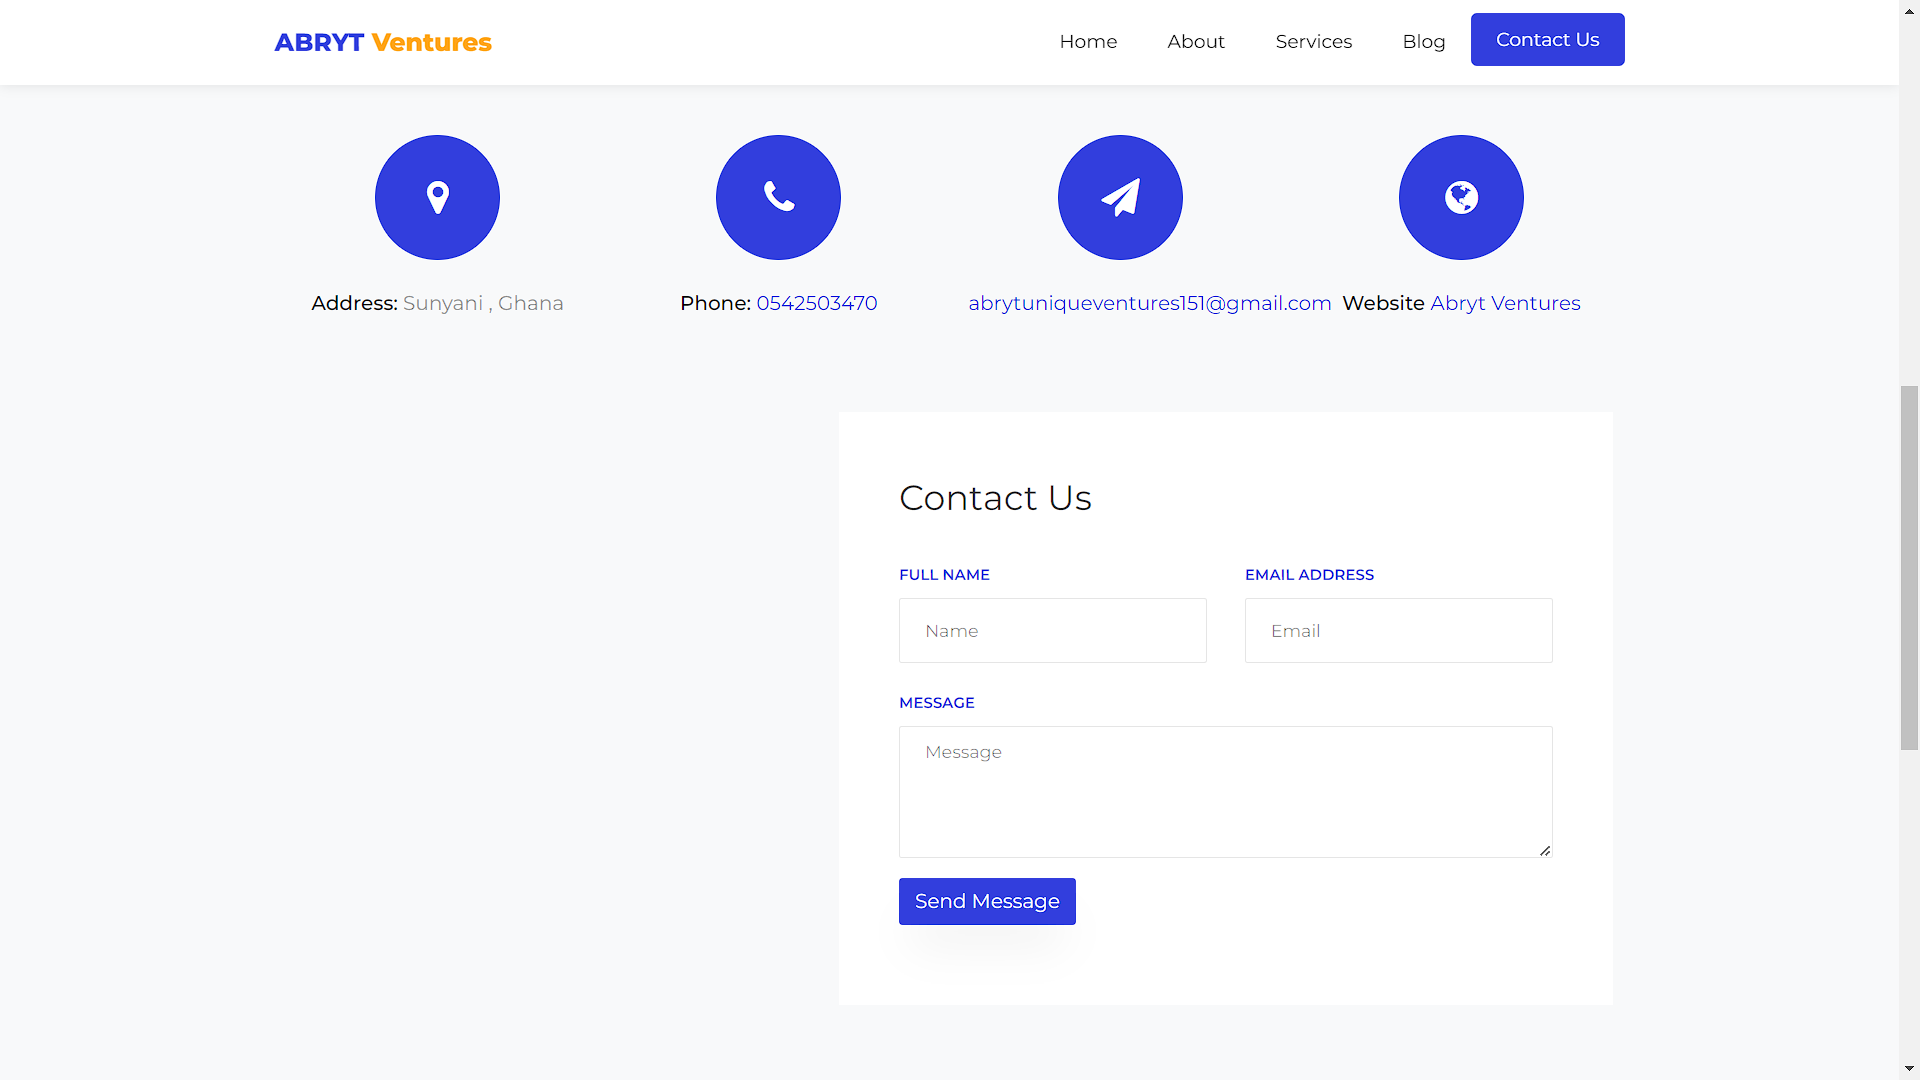 ABRYT Ventures
Home About Services Blog Contact Us
Address: Sunyani , Ghana
Phone: 0542503470
abrytuniqueventures151@gmail.com
Website Abryt Ventures
Contact Us
FULL NAME
Name
EMAIL ADDRESS
Email
MESSAGE
Message
Send Message